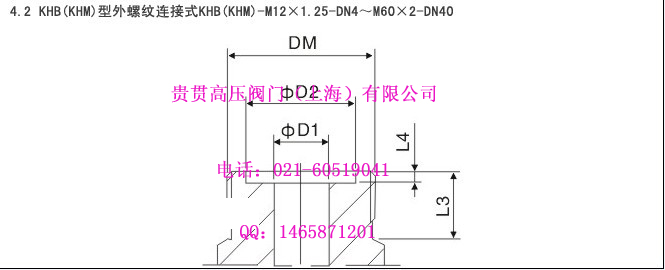 4.2 KHB(KHM)型外螺纹连接式KHB(KHM)-M12×1.25-DN4～M60×2-DN40
DM
贵贯高压阀门（上海）有限公司
ϕD2
ϕD1
L4
电话：021-60519041
L3
QQ：1465871201